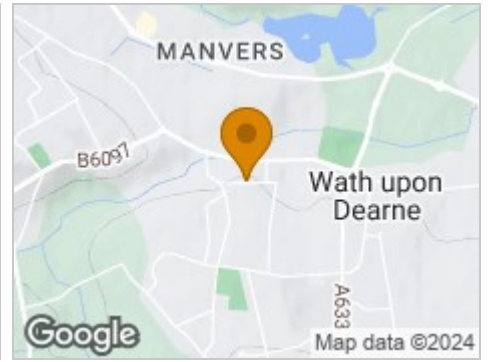 MANVERS
B6097
Wath upon
Dearne
A633
Google
Map data ©2024